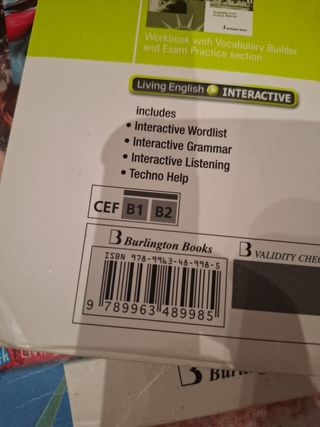 Workbook with Vocabulary Builder
and Exam Practice section
Living English INTERACTIVE
includes
• Interactive Wordlist
• Interactive Grammar
• Interactive Listening
• Techno Help
CEF B1 B2
Burlington Books
VALIDITY CHEC
ISBN 978-9963-48-998-5
9 789963 489985